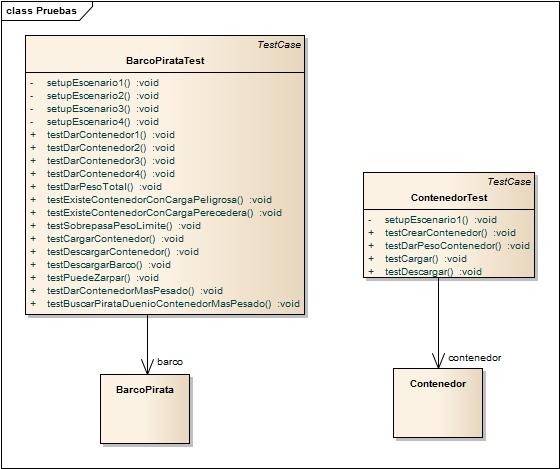 class Pruebas
TestCase
BarcoPirataTest
- setupEscenario1() :void
- setupEscenario2() :void
- setupEscenario3() :void
- setupEscenario4() :void
+ testDarContenedor1() :void
+ testDarContenedor2() :void
+ testDarContenedor3() :void
+ testDarContenedor4() :void
+ testDarPesoTotal() :void
+ testExisteContenedorConCargaPeligrosa() :void
+ testExisteContenedorConCargaPerecedera() :void
+ testSobrepasaPesoLimite() :void
+ testCargarContenedor() :void
+ testDescargarContenedor() :void
+ testDescargarBarco() :void
+ testPuedeZarpar() :void
+ testDarContenedorMasPesado() :void
+ testBuscarPirataDuenioContenedorMasPesado() :void
barco
BarcoPirata
TestCase
ContenedorTest
- setupEscenario1() :void
+ testCrearContenedor() :void
+ testDarPesoContenedor() :void
+ testCargar() :void
+ testDescargar() :void
contenedor
Contenedor